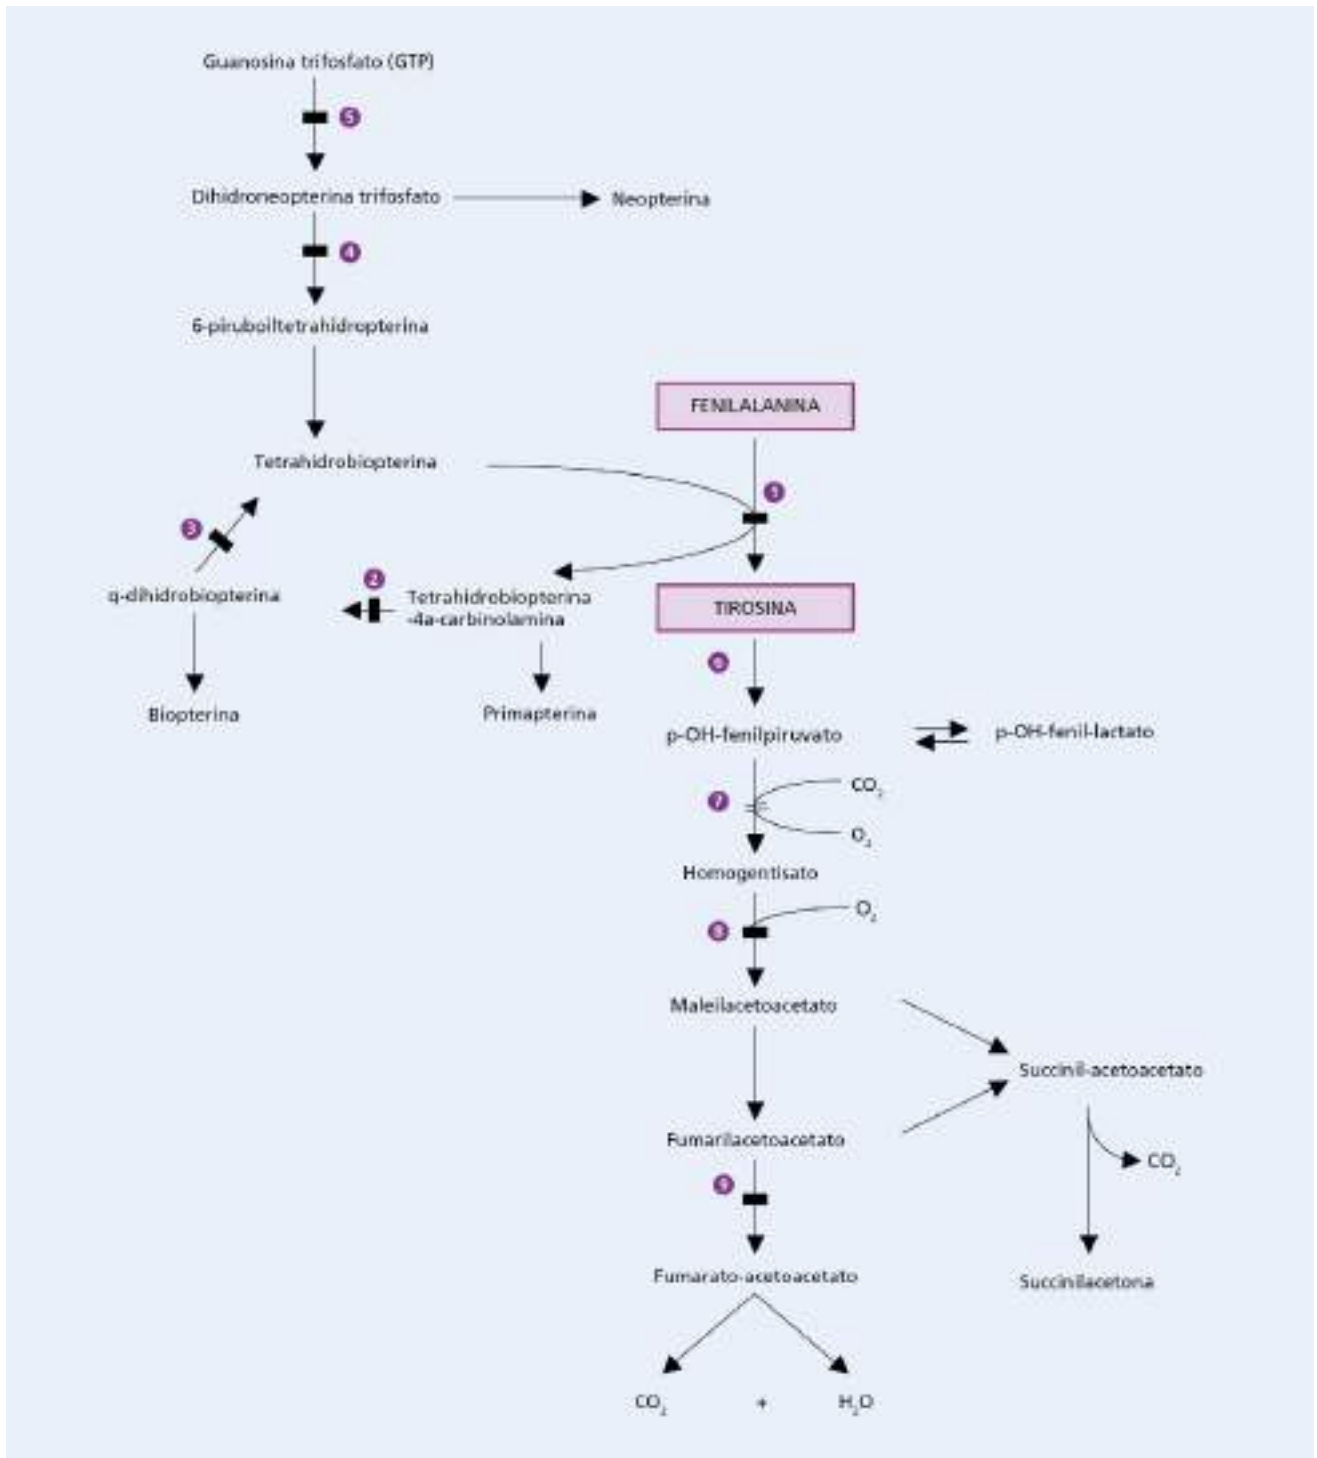 Guanosina trifosfato (GTP)
5
Dihidroneopterina trifosfato
Neopterina
4
6-piruboiltetrahidropterina
FENILALANINA
Tetrahidrobiopterina
1
3
2
q-dihidrobiopterina
Tetrahidrobiopterina
-4a-carbinolamina
TIROSINA
6
Biopterina
Primapterina
p-OH-fenilpiruvato
p-OH-fenil-lactato
7
CO2
O2
Homogentisato
O2
8
Maleilacetoacetato
Succinil-acetoacetato
Fumarilacetoacetato
CO2
9
Fumarato-acetoacetato
Succinilacetona
CO2 + H2O